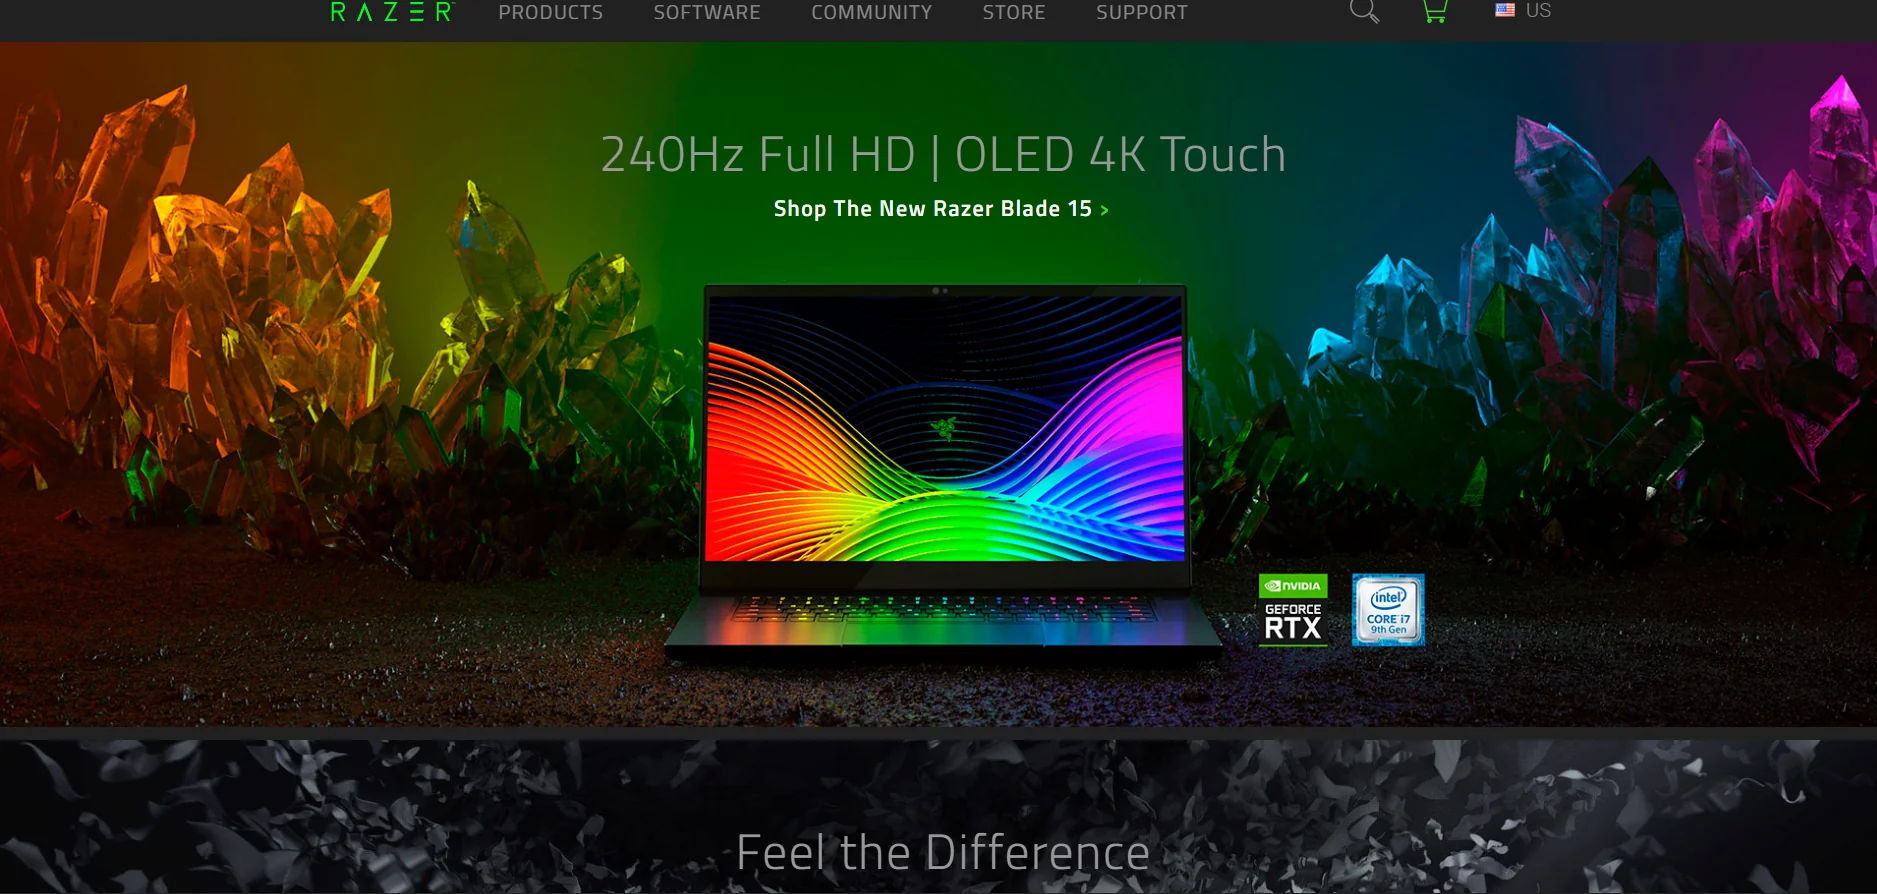 RAZER PRODUCTS SOFTWARE COMMUNITY STORE SUPPORT US
240Hz Full HD | OLED 4K Touch
Shop The New Razer Blade 15 >
NVIDIA
GEFORCE
RTX
intel
CORE i7
9th Gen
Feel the Difference